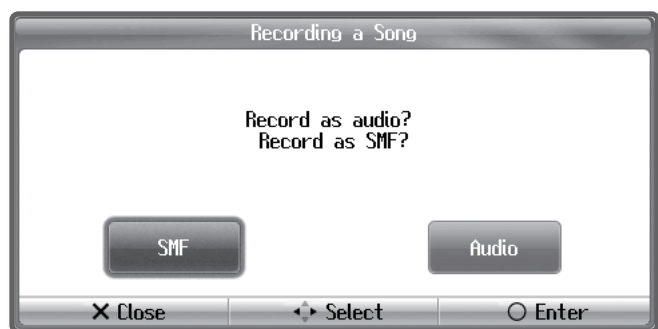 Recording a Song
Record as audio?
Record as SMF?
SMF
Audio
Close
Select
Enter